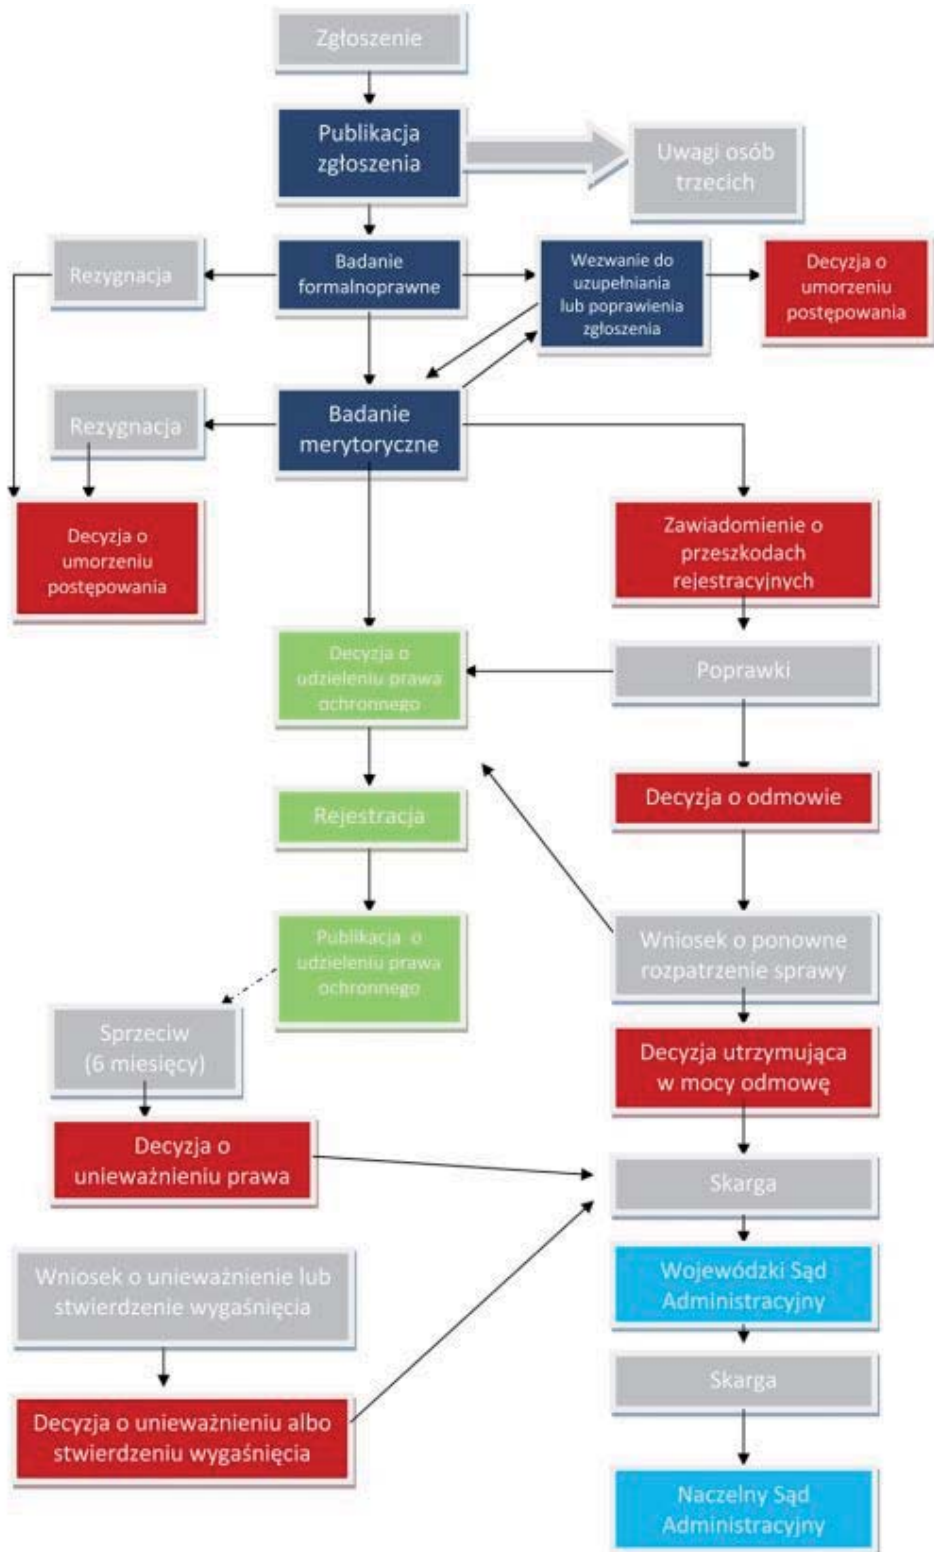 Zgłoszenie
Publikacja
zgłoszenia
Uwagi osób
trzecich
Rezygnacja
Badanie
formalnoprawne
Wezwanie do
uzupełniania
lub poprawienia
zgłoszenia
Decyzja o
umorzeniu
postępowania
Rezygnacja
Badanie
merytoryczne
Decyzja o
umorzeniu
postępowania
Zawiadomienie o
przeszkodach
rejestracyjnych
Decyzja o
udzieleniu prawa
ochronnego
Poprawki
Decyzja o odmowie
Rejestracja
Publikacja o
udzieleniu prawa
ochronnego
Wniosek o ponowne
rozpatrzenie sprawy
Sprzeciw
(6 miesięcy)
Decyzja utrzymująca
w mocy odmowę
Decyzja o
unieważnieniu prawa
Skarga
Wniosek o unieważnienie lub
stwierdzenie wygaśnięcia
Wojewódzki Sąd
Administracyjny
Skarga
Decyzja o unieważnieniu albo
stwierdzeniu wygaśnięcia
Naczelny Sąd
Administracyjny